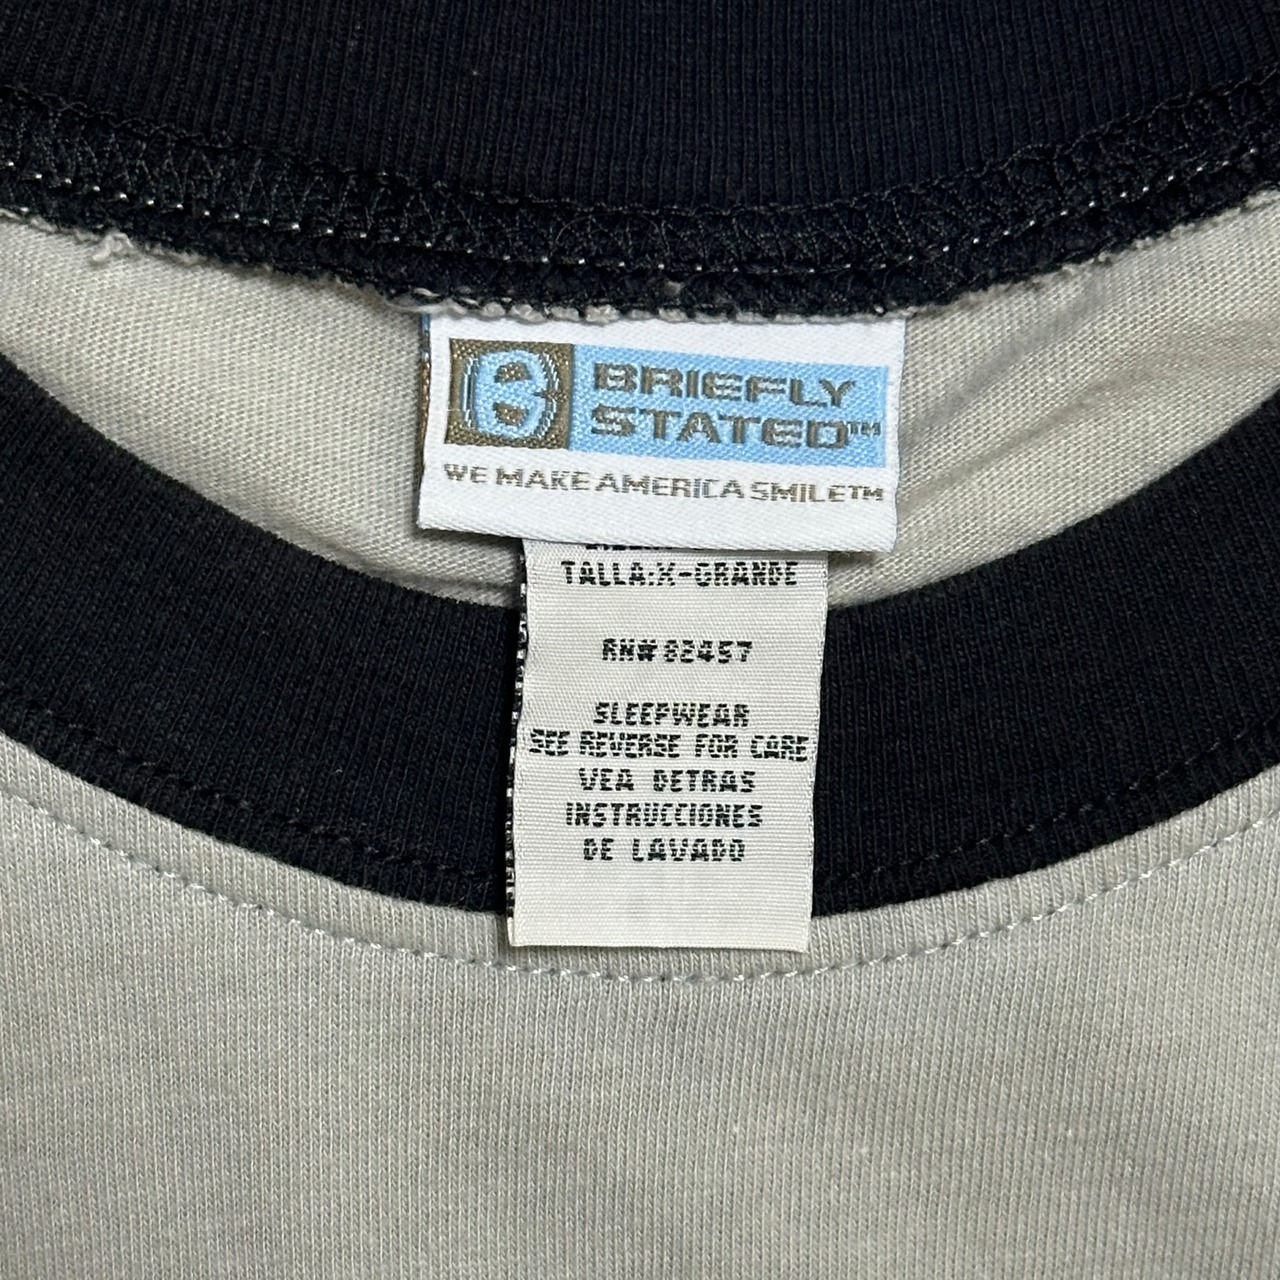 BRIEFLY
STATED™
WE MAKE AMERICA SMILE™
TALLA:X-GRANDE
RN# 82457
SLEEPWEAR
SEE REVERSE FOR CARE
VEA DETRAS
INSTRUCCIONES
DE LAVADO